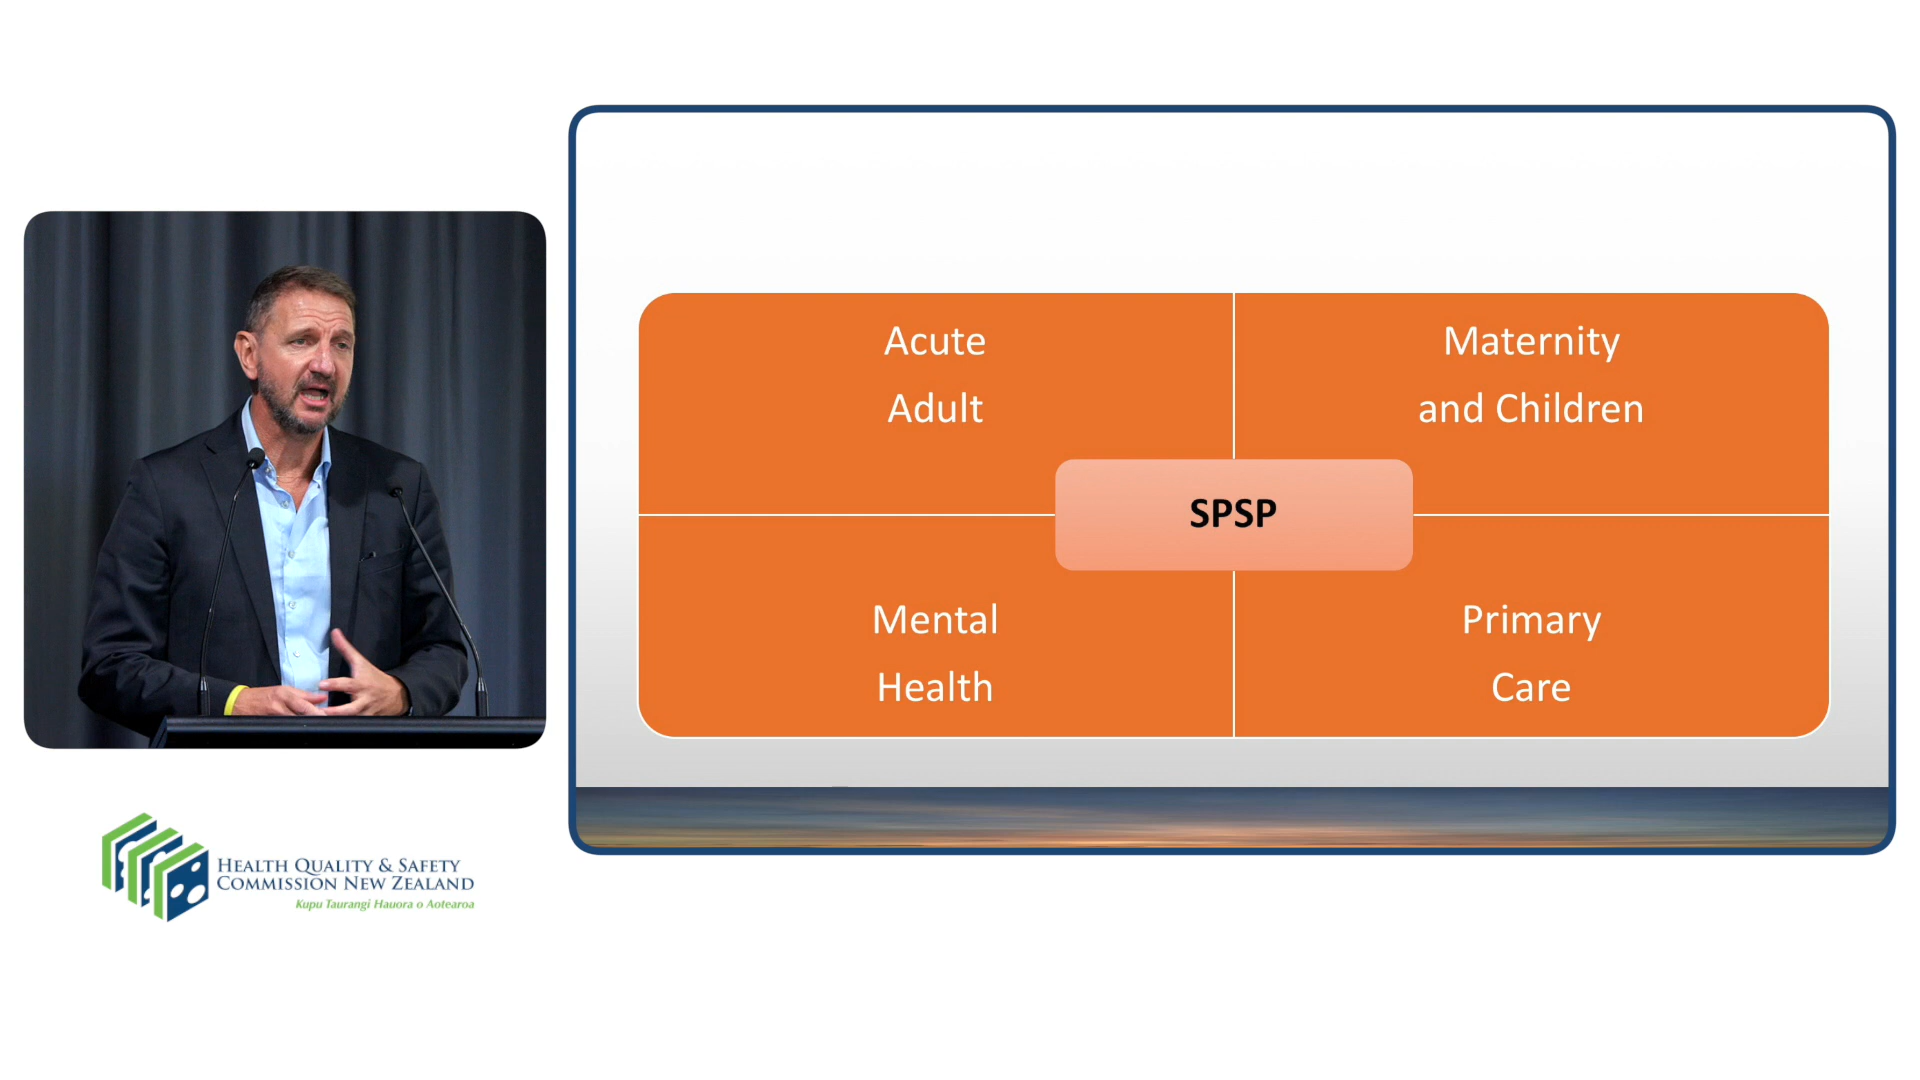 Acute
Adult
Maternity
and Children
SPSP
Mental
Health
Primary
Care
HEALTH QUALITY & SAFETY
COMMISSION NEW ZEALAND
Kupu Taurangi Hauora o Aotearoa